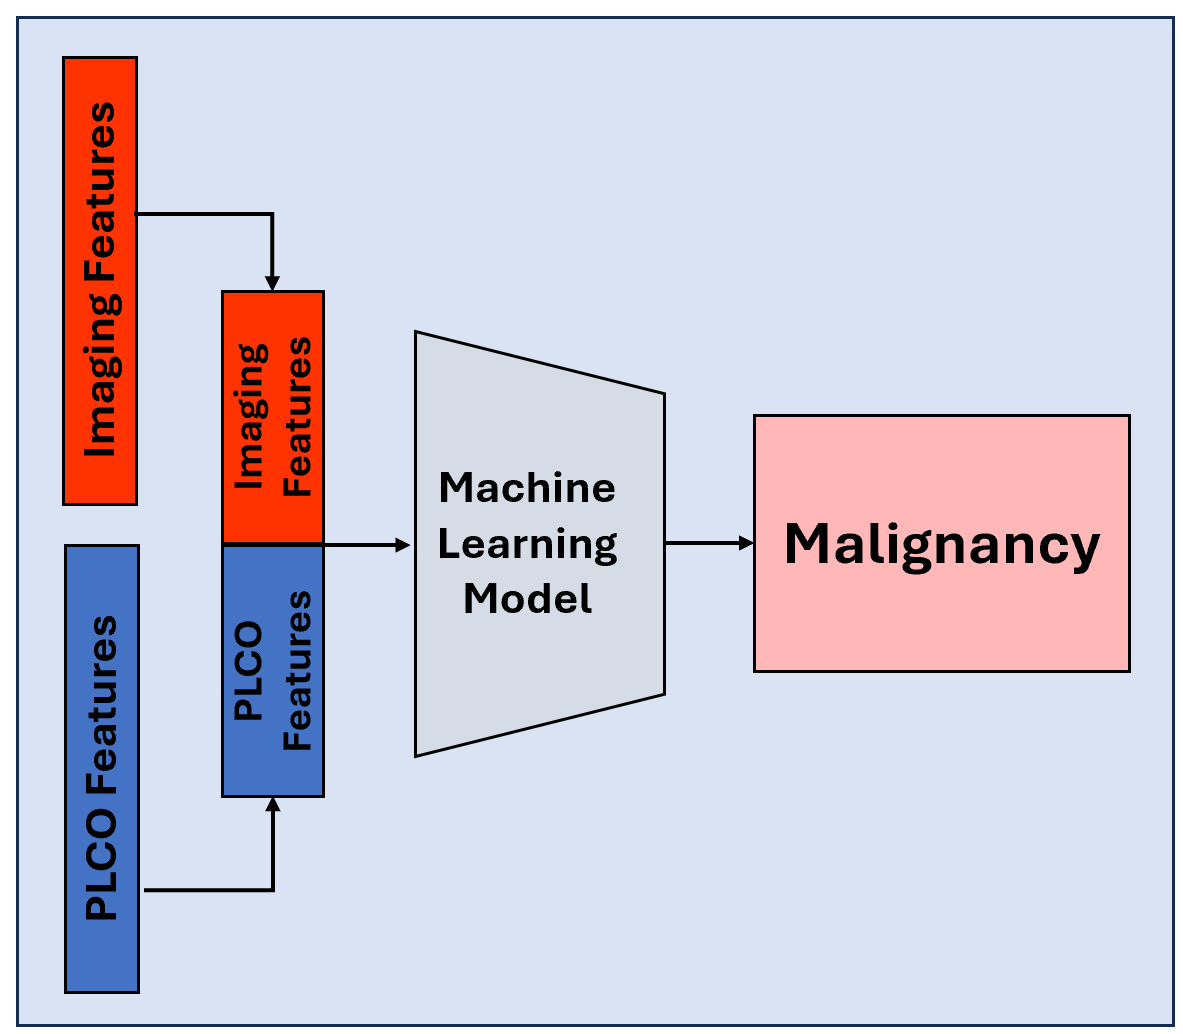 Imaging Features
PLCO Features
Imaging
Features
PLCO
Features
Machine
Learning
Model
Malignancy